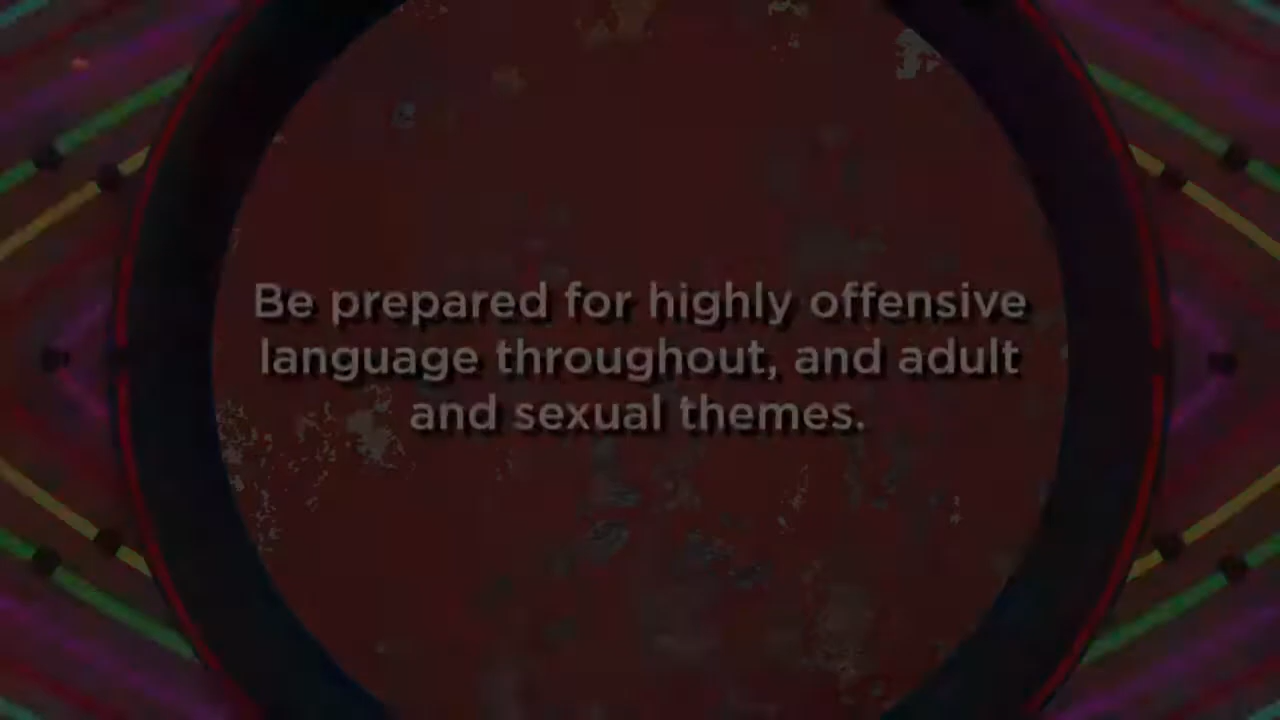 Be prepared for highly offensive
language throughout, and adult
and sexual themes.